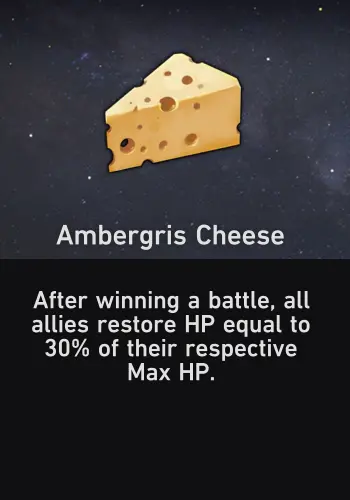 Ambergris Cheese
After winning a battle, all
allies restore HP equal to
30% of their respective
Max HP.